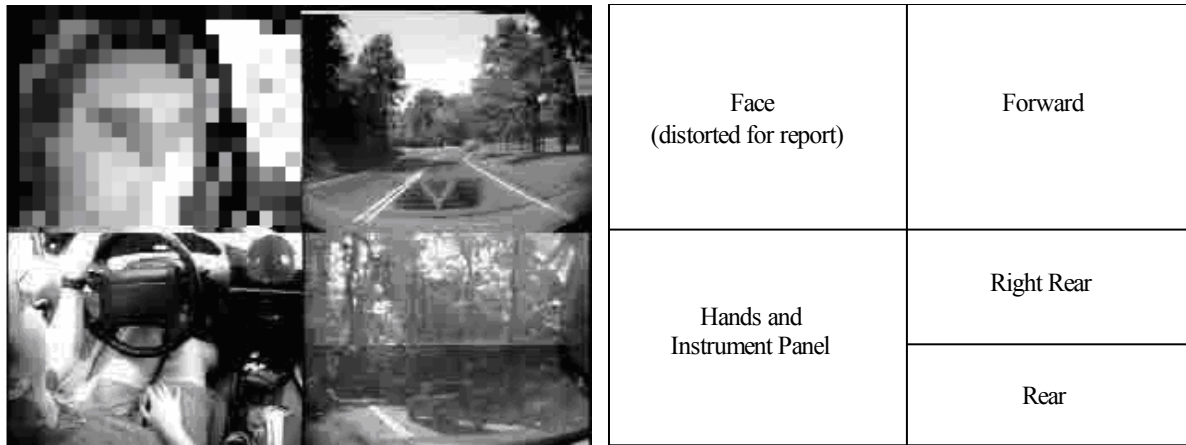 Face
(distorted for report)
Forward
Hands and
Instrument Panel
Right Rear
Rear